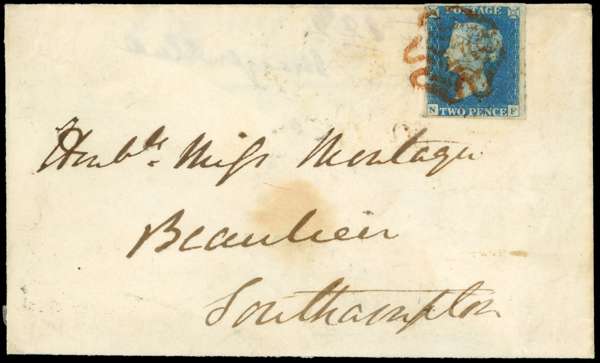 POSTAGE
N F
TWO PENCE
Honble. Miss Montagu
Beaulieu
Southampton